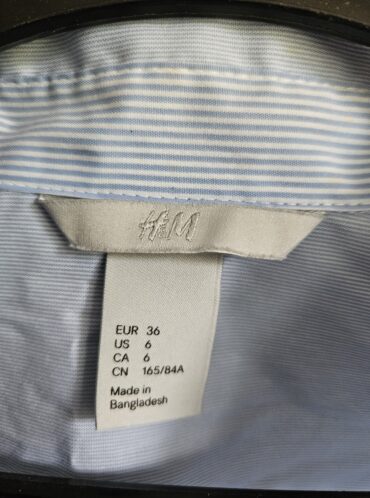 H&M
EUR 36
US 6
CA 6
CN 165/84A
Made in
Bangladesh